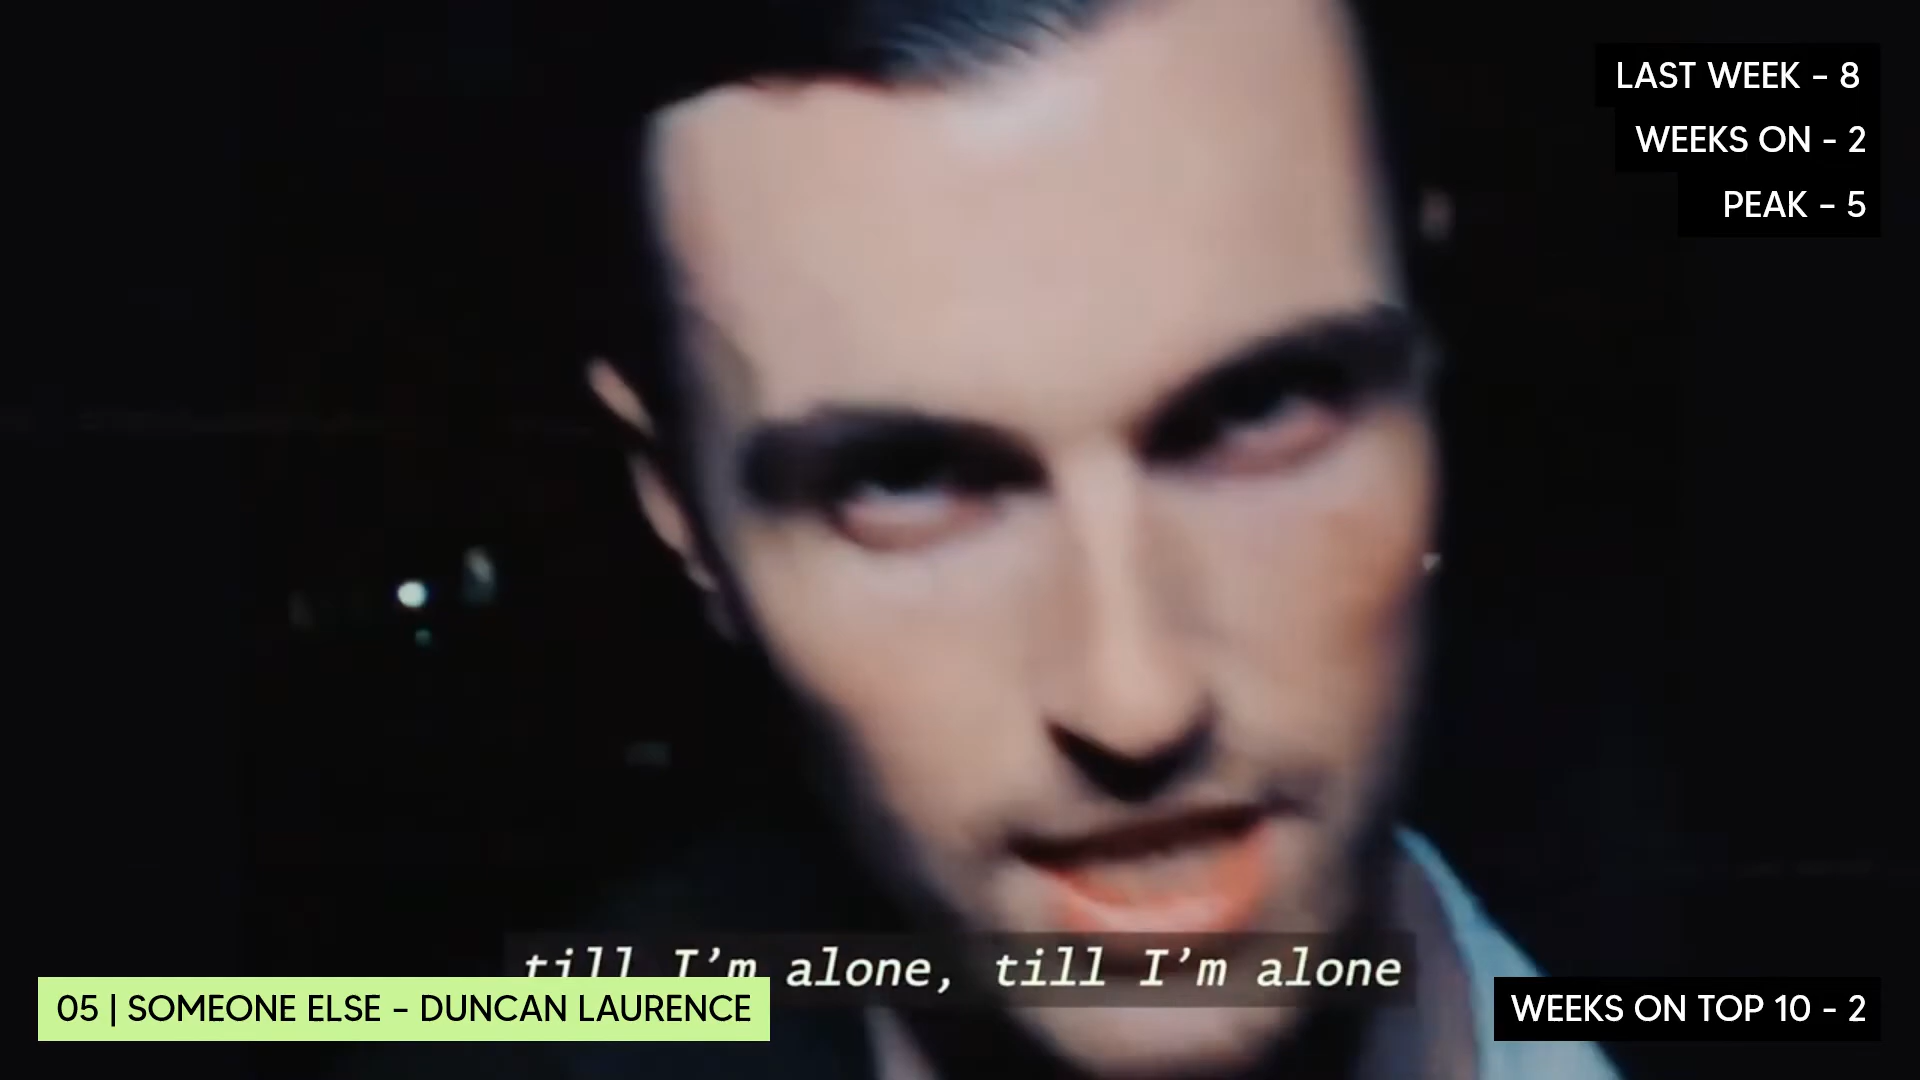 LAST WEEK – 8
WEEKS ON – 2
PEAK – 5
till I'm alone, till I'm alone
05 | SOMEONE ELSE – DUNCAN LAURENCE
WEEKS ON TOP 10 – 2